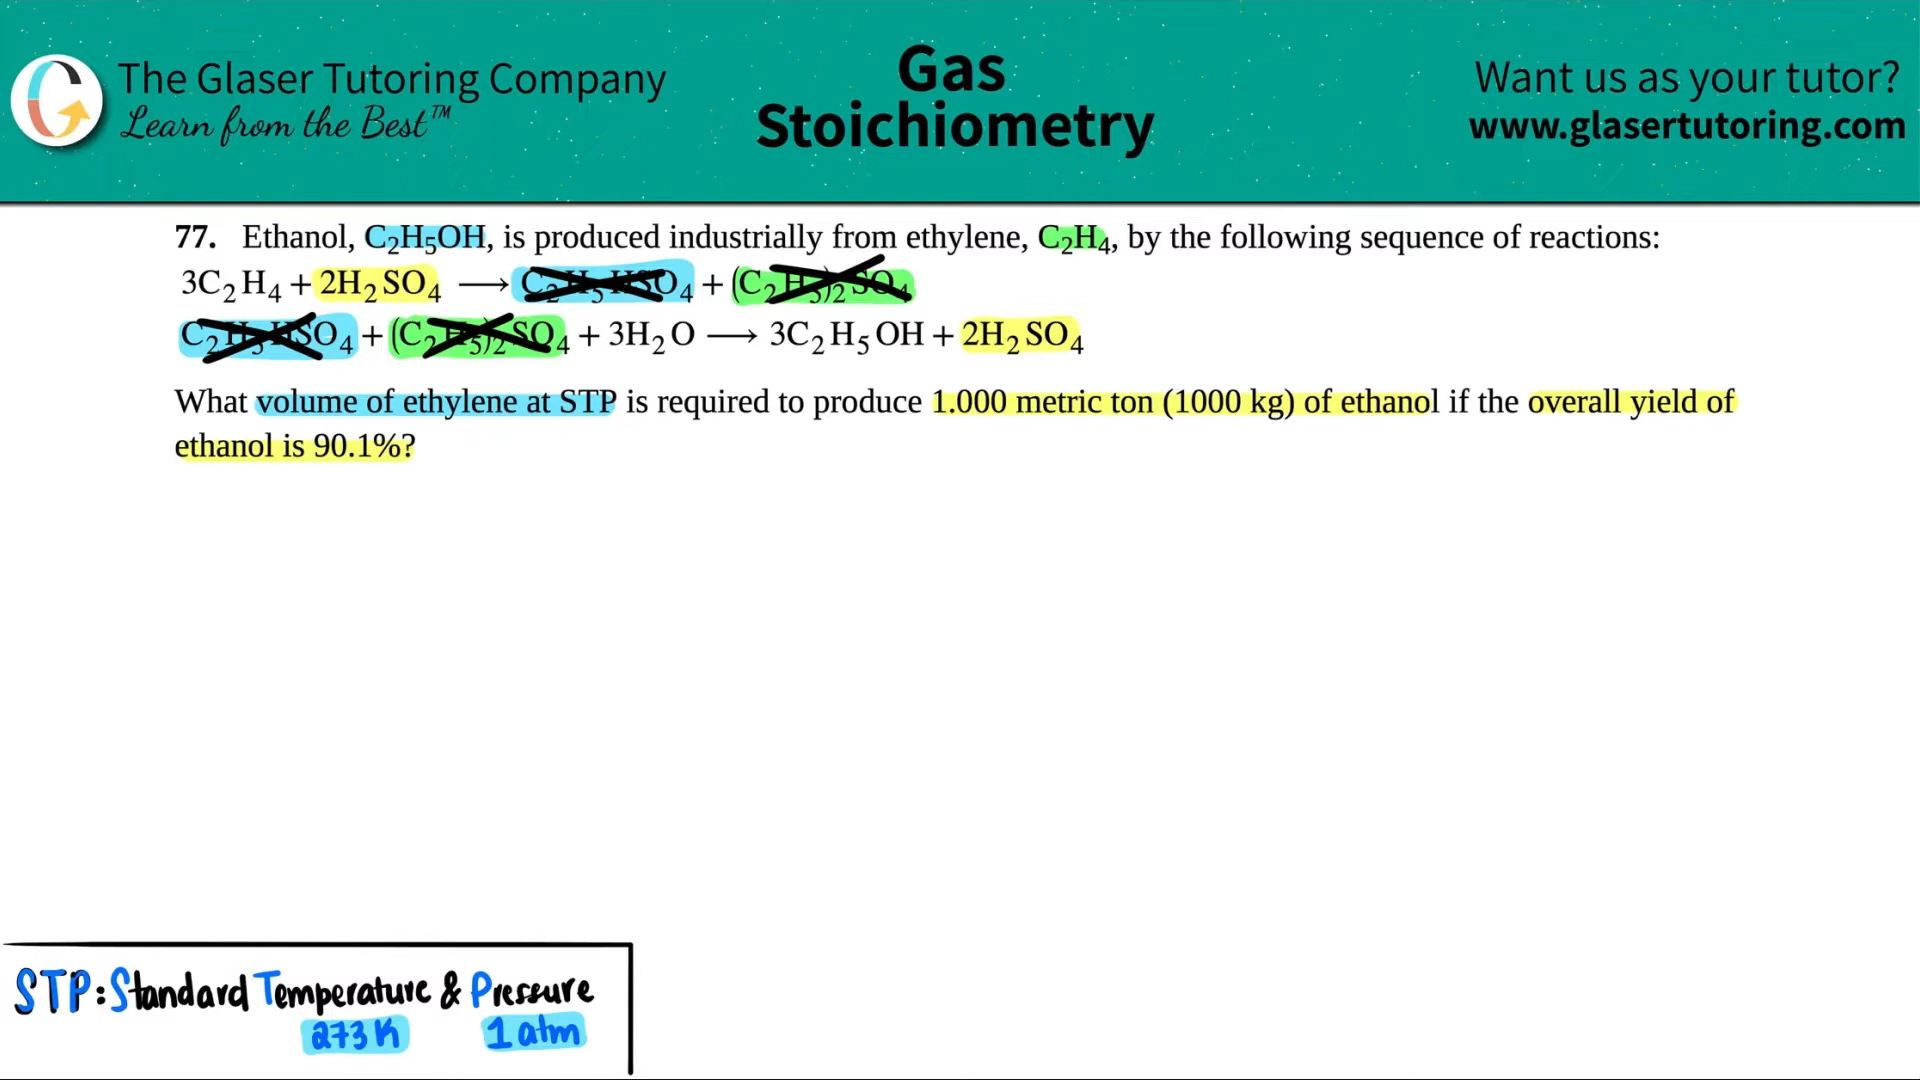 The Glaser Tutoring Company
Learn from the Best™
Gas
Stoichiometry
Want us as your tutor?
www.glasertutoring.com
77. Ethanol, C₂H₅OH, is produced industrially from ethylene, C₂H₄, by the following sequence of reactions:
3C₂H₄ + 2H₂SO₄ ⟶ C₂H₅HSO₄ + (C₂H₅)₂SO₄
C₂H₅HSO₄ + (C₂H₅)₂SO₄ + 3H₂O ⟶ 3C₂H₅OH + 2H₂SO₄
What volume of ethylene at STP is required to produce 1.000 metric ton (1000 kg) of ethanol if the overall yield of
ethanol is 90.1%?
STP: Standard Temperature & Pressure
273 K 1 atm